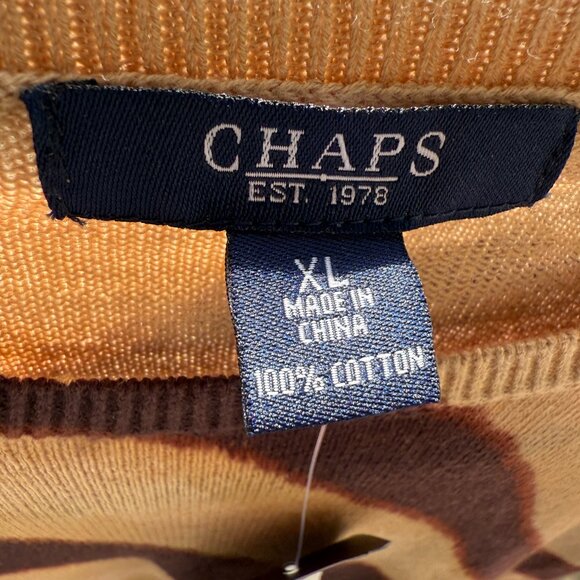 CHAPS
EST. 1978
XL
MADE IN
CHINA
100% COTTON